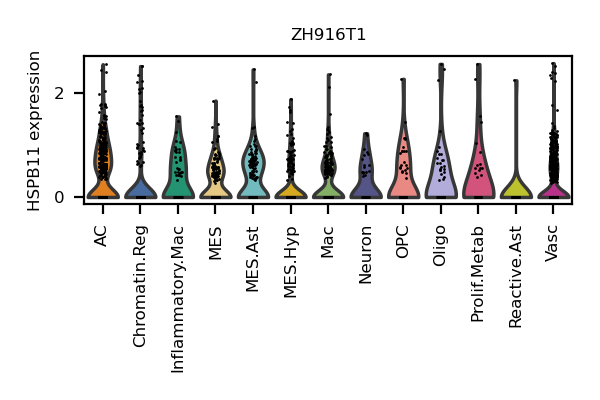 ZH916T1
HSPB11 expression
2
0
AC
Chromatin.Reg
Inflammatory.Mac
MES
MES.Ast
MES.Hyp
Mac
Neuron
OPC
Oligo
Prolif.Metab
Reactive.Ast
Vasc